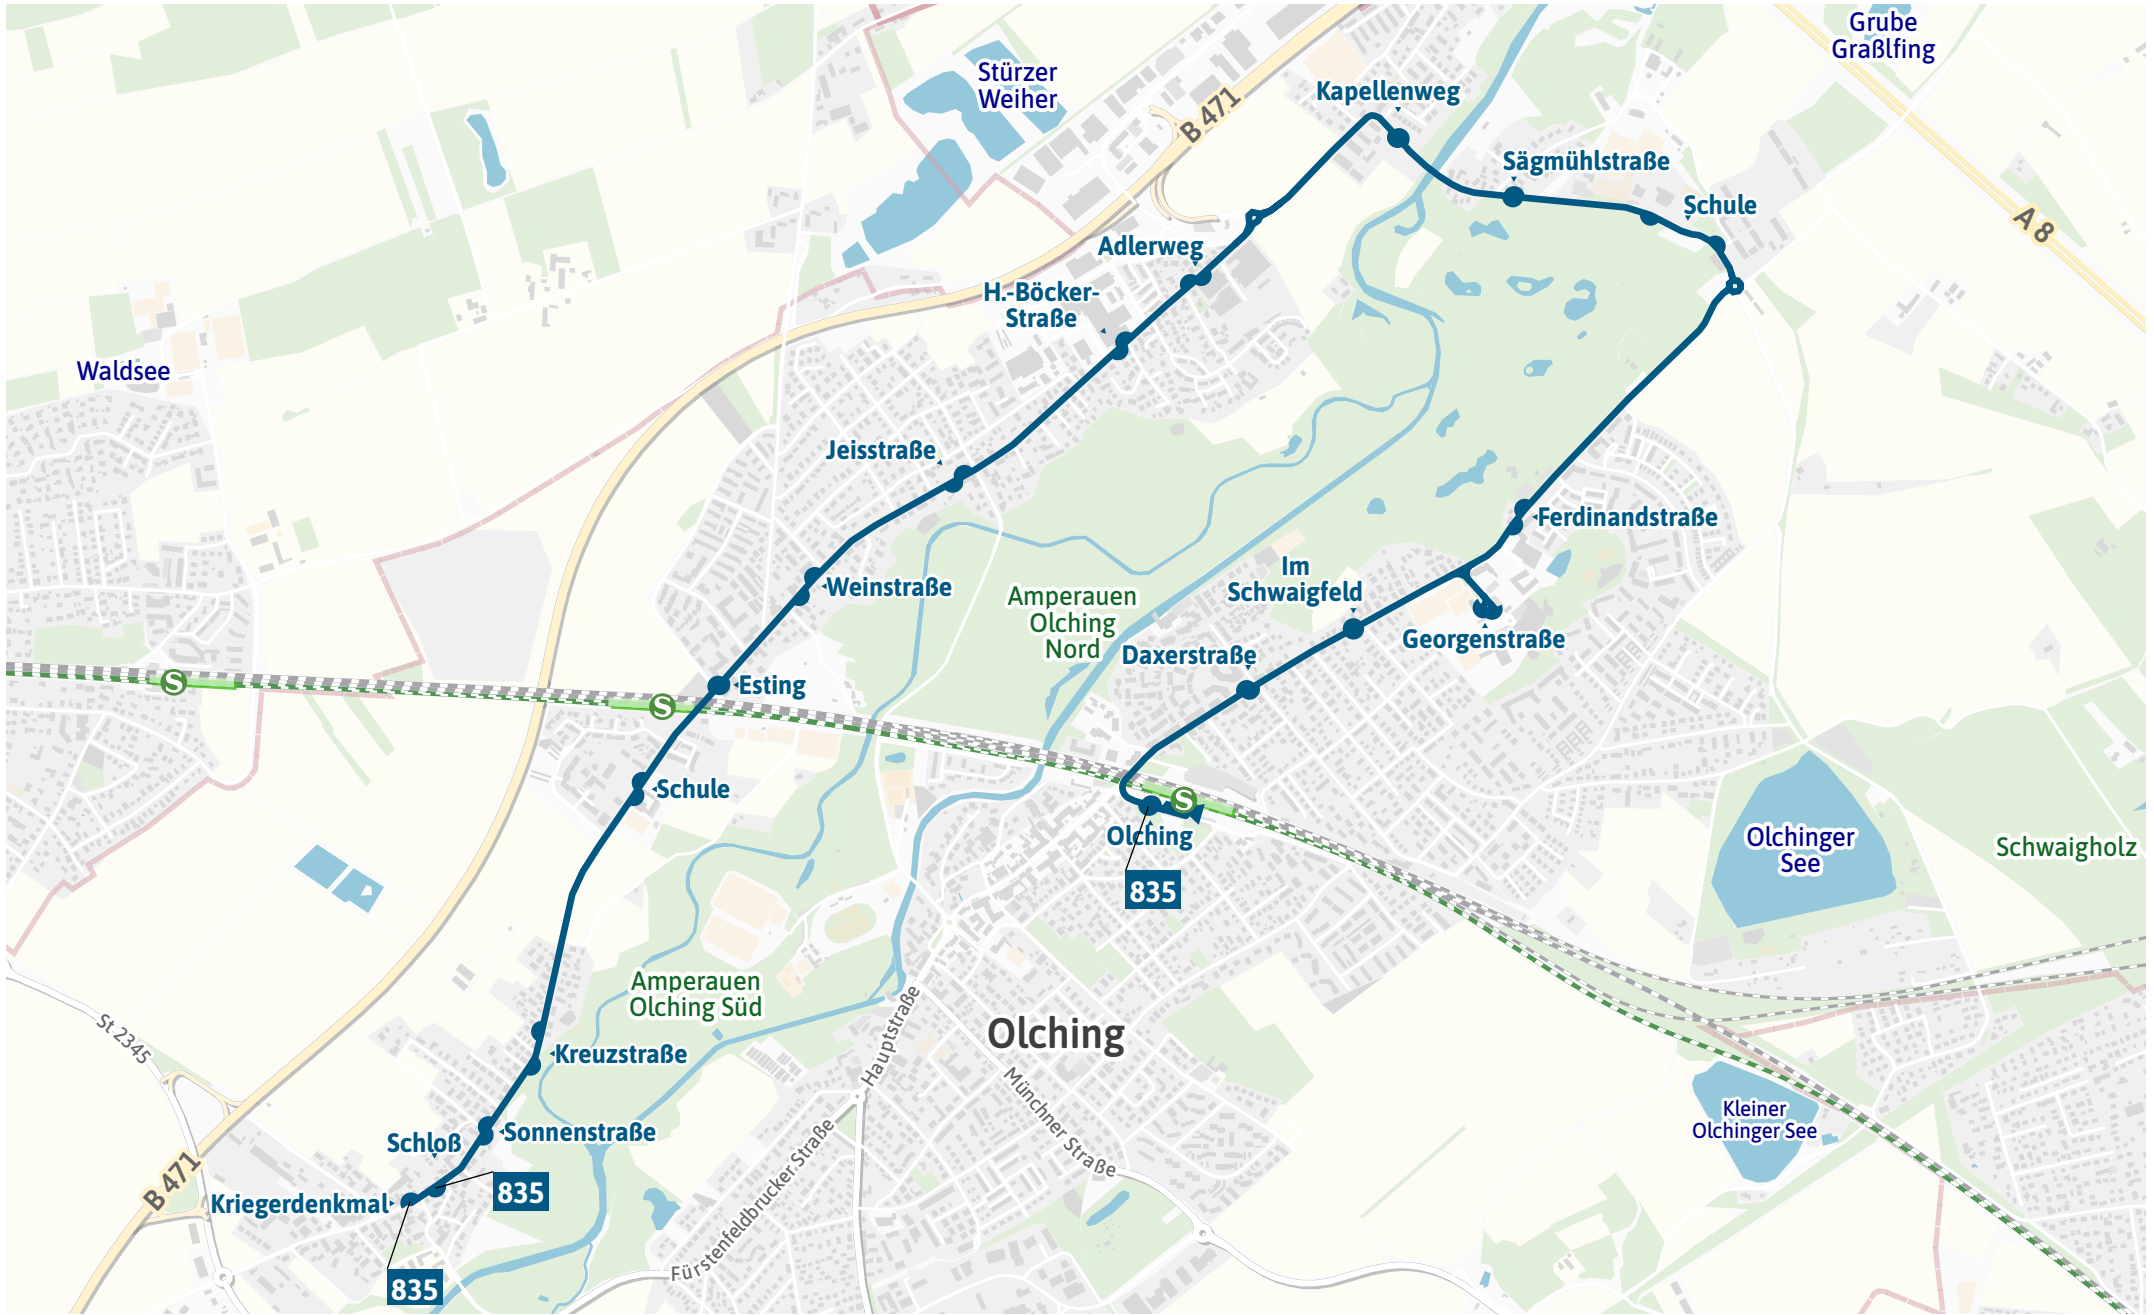 Grube
Graßlfing
Stürzer
Weiher
Kapellenweg
B 471
Sägmühlstraße
Schule
A 8
Adlerweg
H.-Böcker-
Straße
Waldsee
Jeisstraße
Ferdinandstraße
Im
Schwaigfeld
Weinstraße
Amperauen
Olching
Nord
Georgenstraße
Daxerstraße
S
Esting
S
Schule
S
Olching
835
Olchinger
See
Schwaigholz
Amperauen
Olching Süd
St 2345
Hauptstraße
Olching
Kreuzstraße
Münchner Straße
Kleiner
Olchinger See
Sonnenstraße
Schloß
Fürstenfeldbrucker Straße
B 471
835
Kriegerdenkmal
835